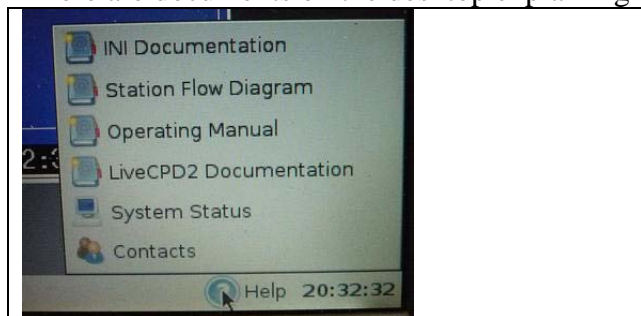 INI Documentation
Station Flow Diagram
Operating Manual
LiveCPD2 Documentation
System Status
Contacts
Help 20:32:32